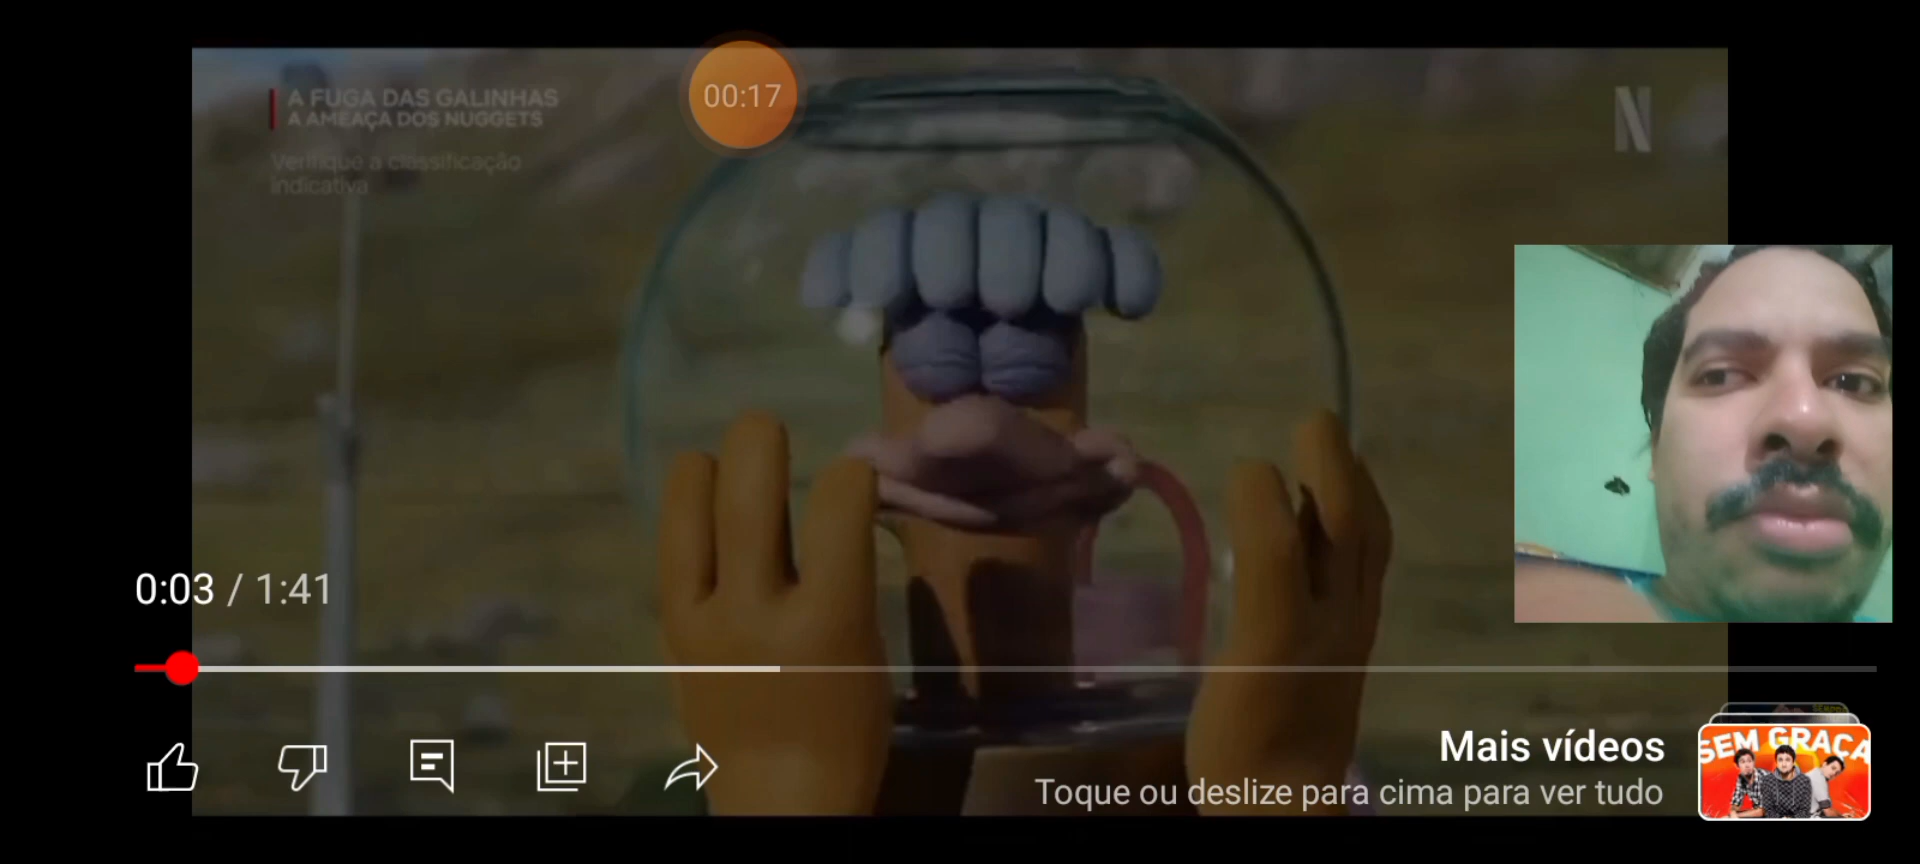 A FUGA DAS GALINHAS
A AMEAÇA DOS NUGGETS
Verifique a classificação
indicativa
00:17
N
0:03 / 1:41
Mais vídeos
Toque ou deslize para cima para ver tudo
SEM GRAÇA